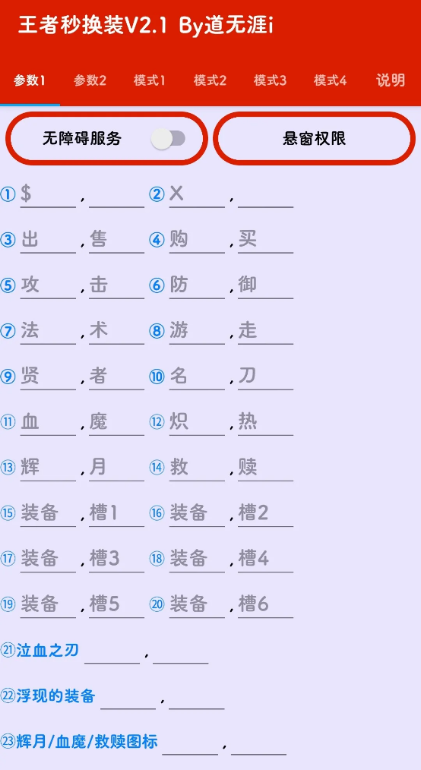 王者秒换装V2.1 By道无涯i
参数1 参数2 模式1 模式2 模式3 模式4 说明
无障碍服务 悬窗权限
① $ , ② X ,
③ 出 , 售 ④ 购 , 买
⑤ 攻 , 击 ⑥ 防 , 御
⑦ 法 , 术 ⑧ 游 , 走
⑨ 贤 , 者 ⑩ 名 , 刀
⑪ 血 , 魔 ⑫ 炽 , 热
⑬ 辉 , 月 ⑭ 救 , 赎
⑮ 装备 , 槽1 ⑯ 装备 , 槽2
⑰ 装备 , 槽3 ⑱ 装备 , 槽4
⑲ 装备 , 槽5 ⑳ 装备 , 槽6
㉑泣血之刃 ,
㉒浮现的装备 ,
㉓辉月/血魔/救赎图标 ,